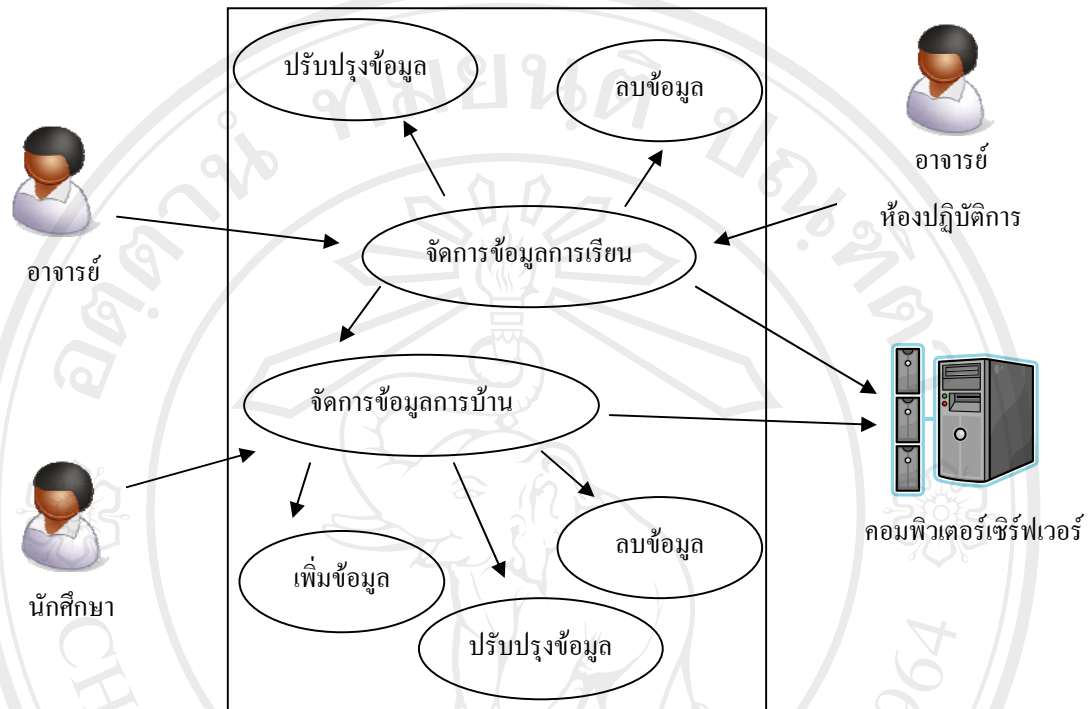 ปรับปรุงข้อมูล
ลบข้อมูล
อาจารย์
ห้องปฏิบัติการ
อาจารย์
จัดการข้อมูลการเรียน
จัดการข้อมูลการบ้าน
คอมพิวเตอร์เซิร์ฟเวอร์
นักศึกษา
เพิ่มข้อมูล
ลบข้อมูล
ปรับปรุงข้อมูล